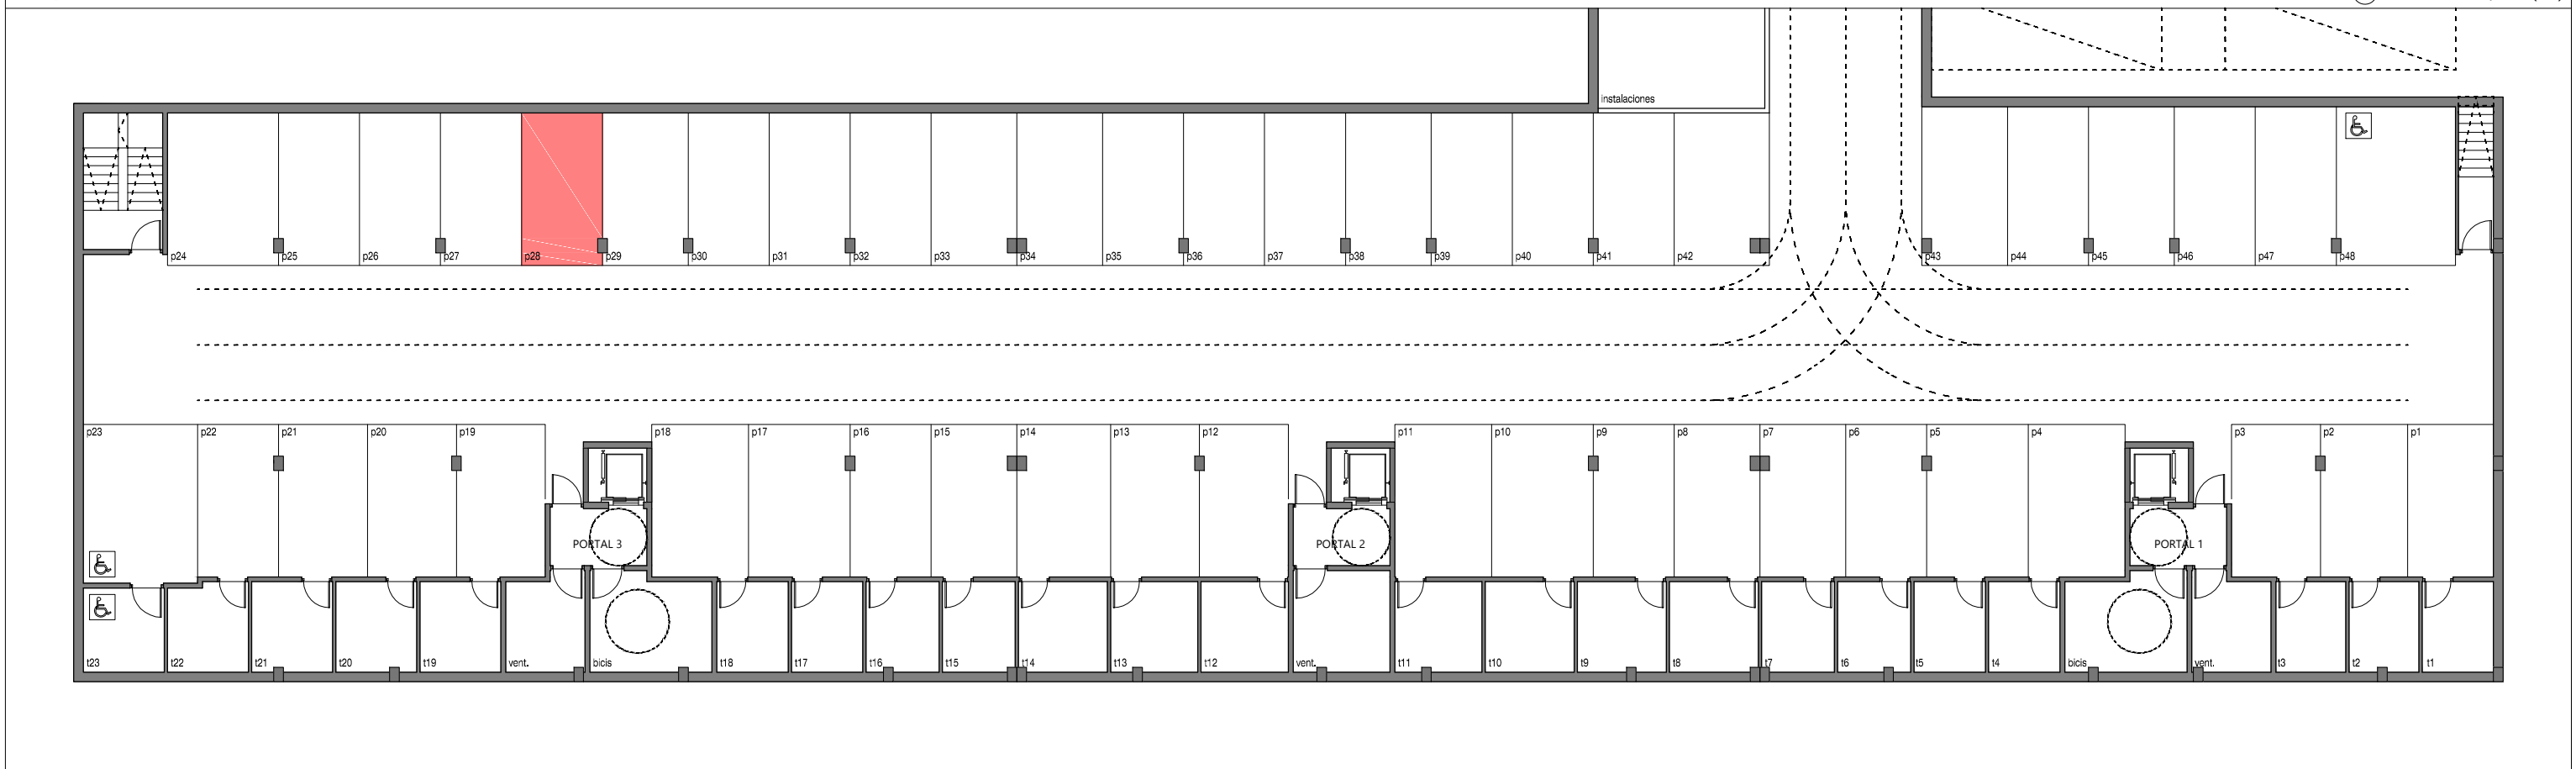 instalaciones
p24 p25 p26 p27 p28 p29 p30 p31 p32 p33 p34 p35 p36 p37 p38 p39 p40 p41 p42 p43 p44 p45 p46 p47 p48
p23 p22 p21 p20 p19 p18 p17 p16 p15 p14 p13 p12 p11 p10 p9 p8 p7 p6 p5 p4 p3 p2 p1
PORTAL 3 PORTAL 2 PORTAL 1
t23 t22 t21 t20 t19 vent. bicis t18 t17 t16 t15 t14 t13 t12 vent. t11 t10 t9 t8 t7 t6 t5 t4 bicis vent. t3 t2 t1